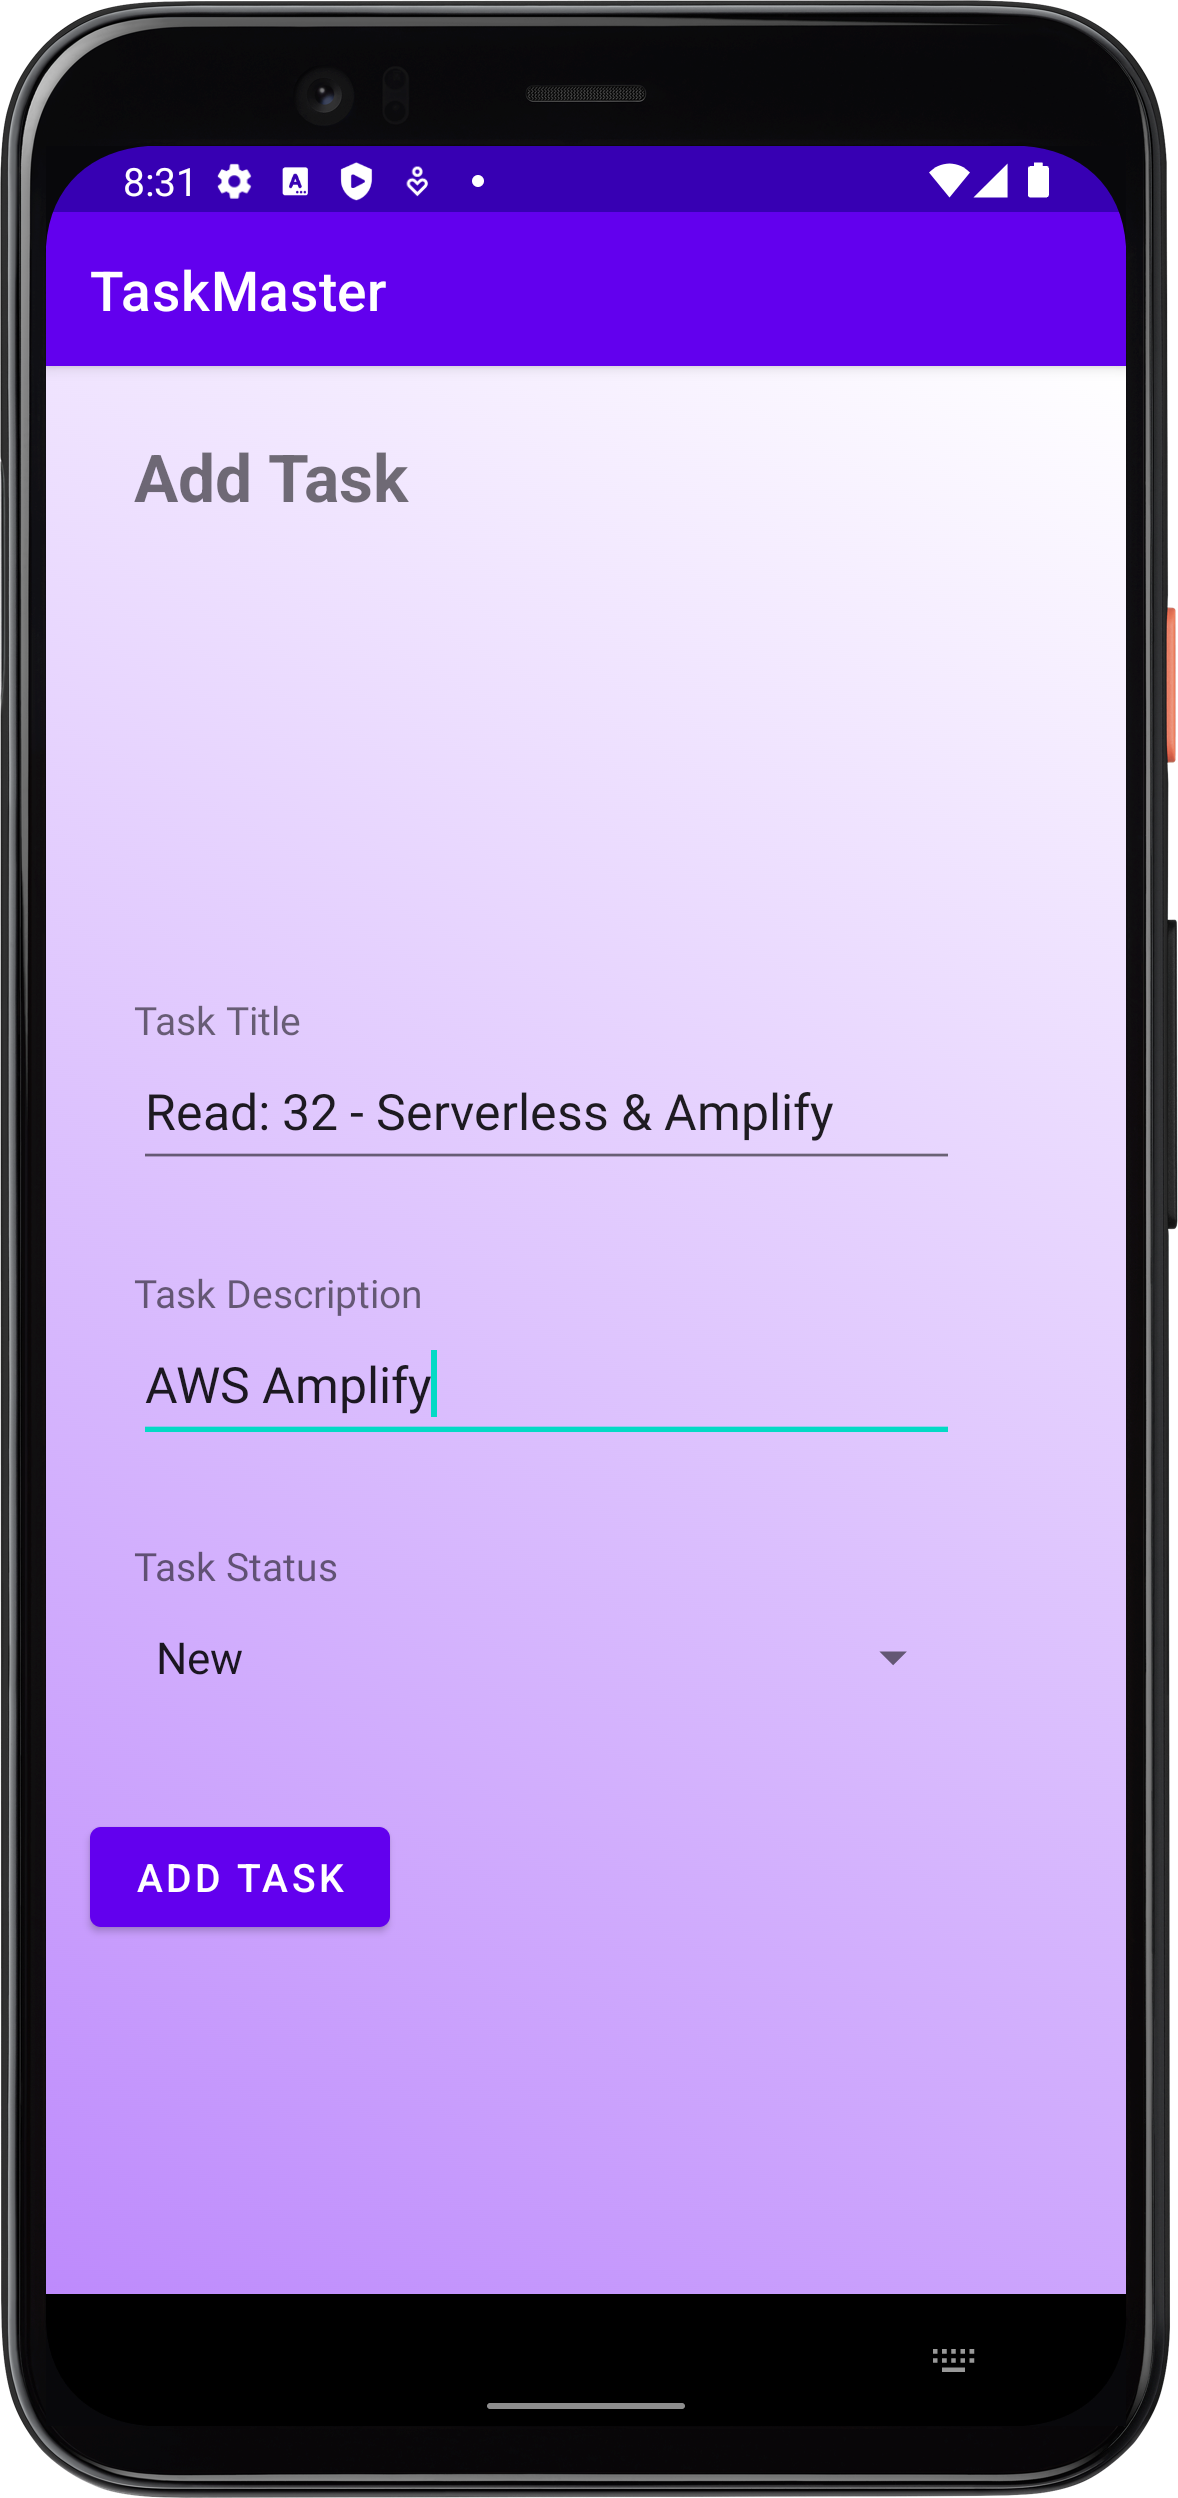 8:31
TaskMaster
Add Task
Task Title
Read: 32 - Serverless & Amplify
Task Description
AWS Amplify
Task Status
New
ADD TASK